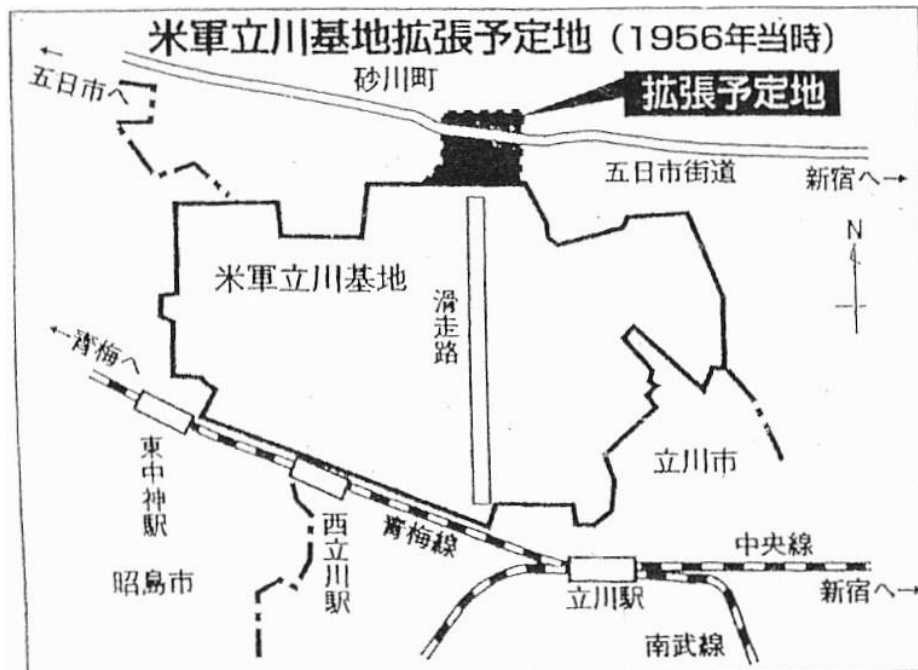 米軍立川基地拡張予定地（1956年当時）
←
五日市へ
砂川町
拡張予定地
五日市街道
新宿へ→
N
米軍立川基地
滑走路
←青梅へ
東中神駅
西立川駅
青梅線
立川市
昭島市
立川駅
中央線
新宿へ→
南武線